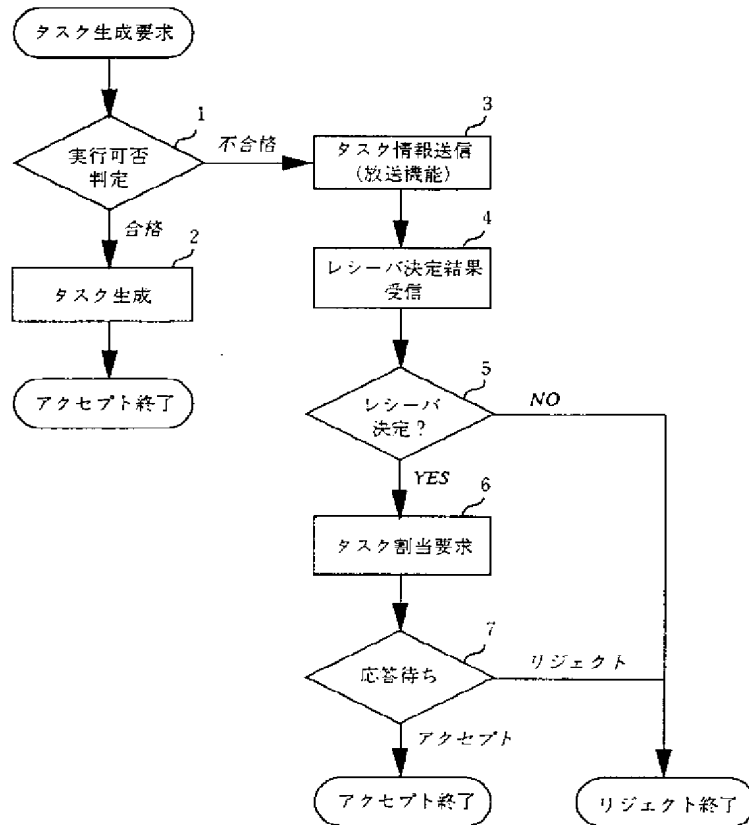 タスク生成要求
1
実行可否
判定
不合格
合格
2
タスク生成
アクセプト終了
3
タスク情報送信
(放送機能)
4
レシーバ決定結果
受信
5
レシーバ
決定?
NO
YES
6
タスク割当要求
7
応答待ち
リジェクト
アクセプト
アクセプト終了
リジェクト終了